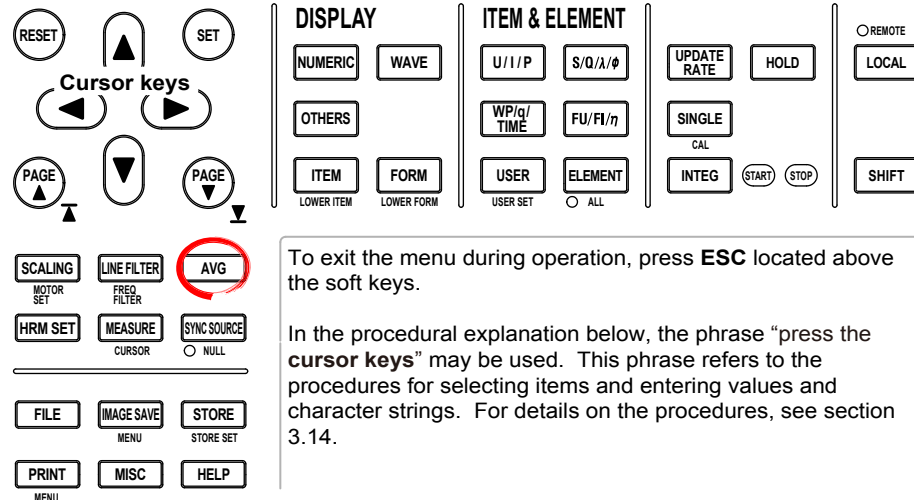 DISPLAY
ITEM & ELEMENT
RESET
SET
REMOTE
NUMERIC
WAVE
U / I / P
S/Q/λ/ø
UPDATE RATE
HOLD
LOCAL
Cursor keys
OTHERS
WP/q/ TIME
FU/FI/η
SINGLE
CAL
PAGE
PAGE
ITEM
FORM
USER
ELEMENT
INTEG
START
STOP
SHIFT
LOWER ITEM
LOWER FORM
USER SET
ALL
SCALING
LINE FILTER
AVG
MOTOR SET
FREQ FILTER
HRM SET
MEASURE
SYNC SOURCE
CURSOR
NULL
FILE
IMAGE SAVE
STORE
MENU
STORE SET
PRINT
MISC
HELP
MENU
To exit the menu during operation, press ESC located above
the soft keys.
In the procedural explanation below, the phrase “press the
cursor keys” may be used. This phrase refers to the
procedures for selecting items and entering values and
character strings. For details on the procedures, see section
3.14.